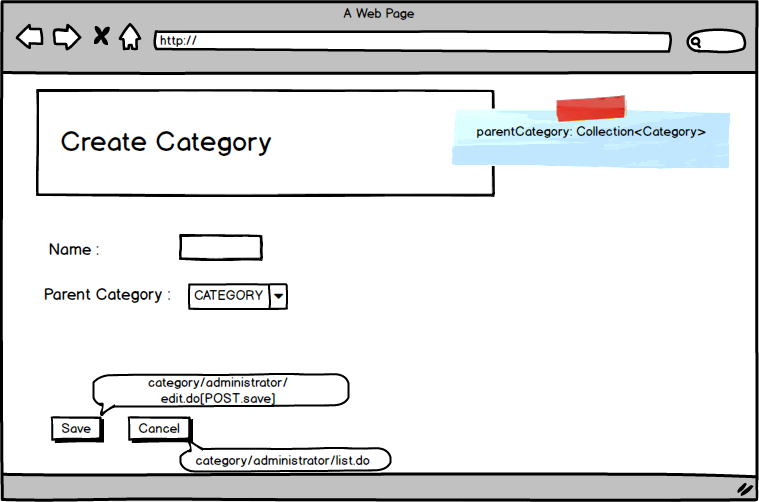 A Web Page
http://
parentCategory: Collection<Category>
Create Category
Name :
Parent Category :
CATEGORY
category/administrator/
edit.do[POST.save]
Save
Cancel
category/administrator/list.do